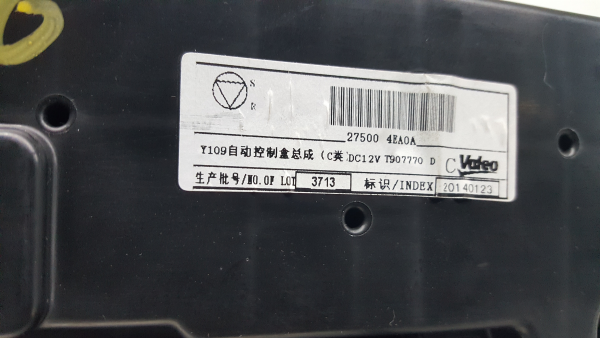 S
R
27500 4EA0A
Y109自动控制盒总成 (C类 DC12V T907770 D
C Valeo
生产批号/NO.OF LOT 3713 标识/INDEX 20140123